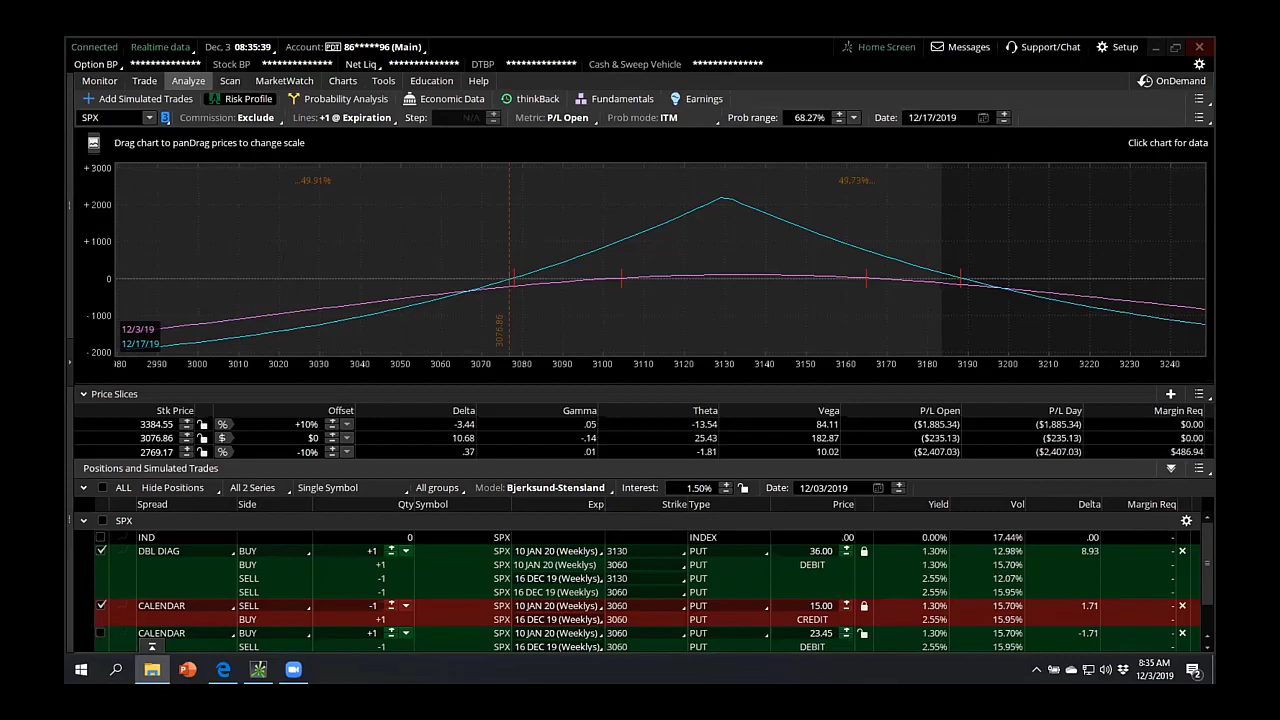 Connected Realtime data Dec, 3 08:35:39 Account: PDT 86*****96 (Main) Home Screen Messages Support/Chat Setup
Option BP ***************** Stock BP ***************** Net Liq ***************** DTBP ***************** Cash & Sweep Vehicle *****************
Monitor Trade Analyze Scan MarketWatch Charts Tools Education Help OnDemand
Add Simulated Trades Risk Profile Probability Analysis Economic Data thinkBack Fundamentals Earnings
SPX 3 Commission: Exclude Lines: +1 @ Expiration Step: N/A Metric: P/L Open Prob mode: ITM Prob range: 68.27% Date: 12/17/2019
Drag chart to panDrag prices to change scale Click chart for data
+3000
...49.91% 49.73%...
+2000
+1000
0
-1000
3076.86
12/3/19
12/17/19
-2000
980 2990 3000 3010 3020 3030 3040 3050 3060 3070 3080 3090 3100 3110 3120 3130 3140 3150 3160 3170 3180 3190 3200 3210 3220 3230 3240
Price Slices
Stk Price Offset Delta Gamma Theta Vega P/L Open P/L Day Margin Req
3384.55 % +10% -3.44 .05 -13.54 84.11 ($1,885.34) ($1,885.34) $0.00
3076.86 $ $0 10.68 -.14 25.43 182.87 ($235.13) ($235.13) $0.00
2769.17 % -10% .37 .01 -1.81 10.02 ($2,407.03) ($2,407.03) $486.94
Positions and Simulated Trades
ALL Hide Positions All 2 Series Single Symbol All groups Model: Bjerksund-Stensland Interest: 1.50% Date: 12/03/2019
Spread Side Qty Symbol Exp Strike Type Price Yield Vol Delta Margin Req
SPX
IND 0 SPX INDEX .00 0.00% 17.44% .00 -
DBL DIAG BUY +1 SPX 10 JAN 20 (Weeklys) 3130 PUT 36.00 1.30% 12.98% 8.93 -
BUY +1 SPX 10 JAN 20 (Weeklys) 3060 PUT DEBIT 1.30% 15.70% -
SELL -1 SPX 16 DEC 19 (Weeklys) 3130 PUT 2.55% 12.07% -
SELL -1 SPX 16 DEC 19 (Weeklys) 3060 PUT 2.55% 15.95% -
CALENDAR SELL -1 SPX 10 JAN 20 (Weeklys) 3060 PUT 15.00 1.30% 15.70% 1.71 -
BUY +1 SPX 16 DEC 19 (Weeklys) 3060 PUT CREDIT 2.55% 15.95% -
CALENDAR BUY +1 SPX 10 JAN 20 (Weeklys) 3060 PUT 23.45 1.30% 15.70% -1.71 -
SELL -1 SPX 16 DEC 19 (Weeklys) 3060 PUT DEBIT 2.55% 15.95% -
8:35 AM
12/3/2019
2